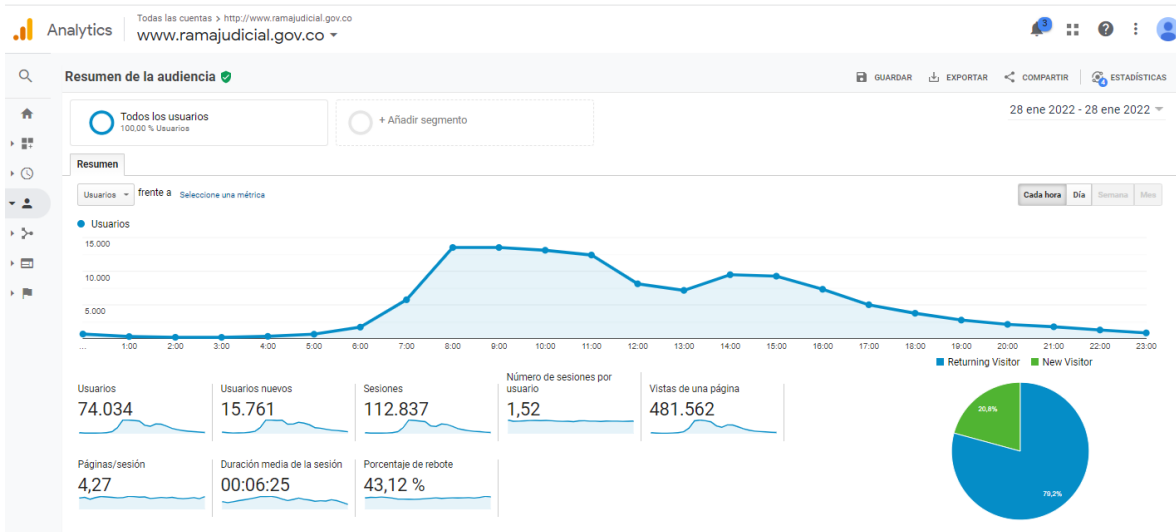 Analytics
Todas las cuentas > http://www.ramajudicial.gov.co
www.ramajudicial.gov.co
3
Resumen de la audiencia
GUARDAR
EXPORTAR
COMPARTIR
4
ESTADÍSTICAS
Todos los usuarios
100,00 % Usuarios
+ Añadir segmento
28 ene 2022 - 28 ene 2022
Resumen
Usuarios frente a Seleccione una métrica
Cada hora Día Semana Mes
Usuarios
15.000
10.000
5.000
... 1:00 2:00 3:00 4:00 5:00 6:00 7:00 8:00 9:00 10:00 11:00 12:00 13:00 14:00 15:00 16:00 17:00 18:00 19:00 20:00 21:00 22:00 23:00
Returning Visitor New Visitor
Usuarios
74.034
Usuarios nuevos
15.761
Sesiones
112.837
Número de sesiones por
usuario
1,52
Vistas de una página
481.562
Páginas/sesión
4,27
Duración media de la sesión
00:06:25
Porcentaje de rebote
43,12 %
20,8%
79,2%